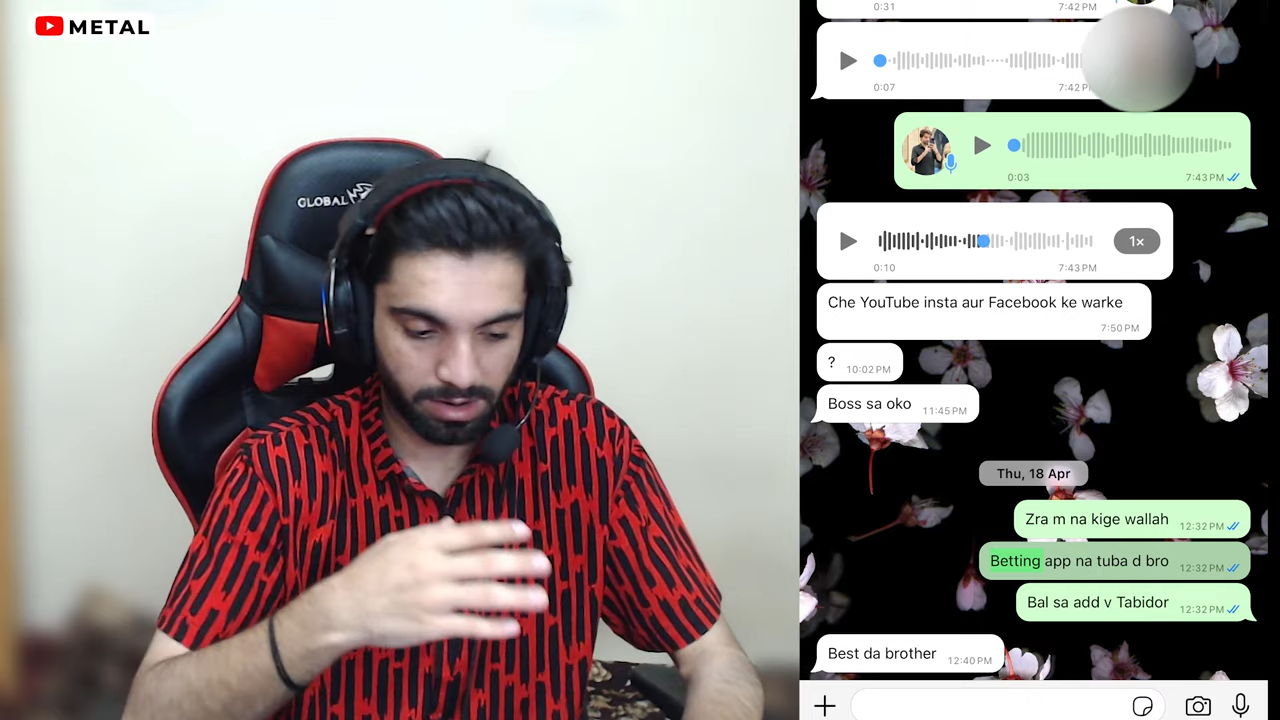 METAL
GLOBAL
0:31 7:42 PM
0:07 7:42 P
0:03 7:43 PM
1×
0:10 7:43 PM
Che YouTube insta aur Facebook ke warke
7:50 PM
? 10:02 PM
Boss sa oko 11:45 PM
Thu, 18 Apr
Zra m na kige wallah 12:32 PM
Betting app na tuba d bro 12:32 PM
Bal sa add v Tabidor 12:32 PM
Best da brother 12:40 PM